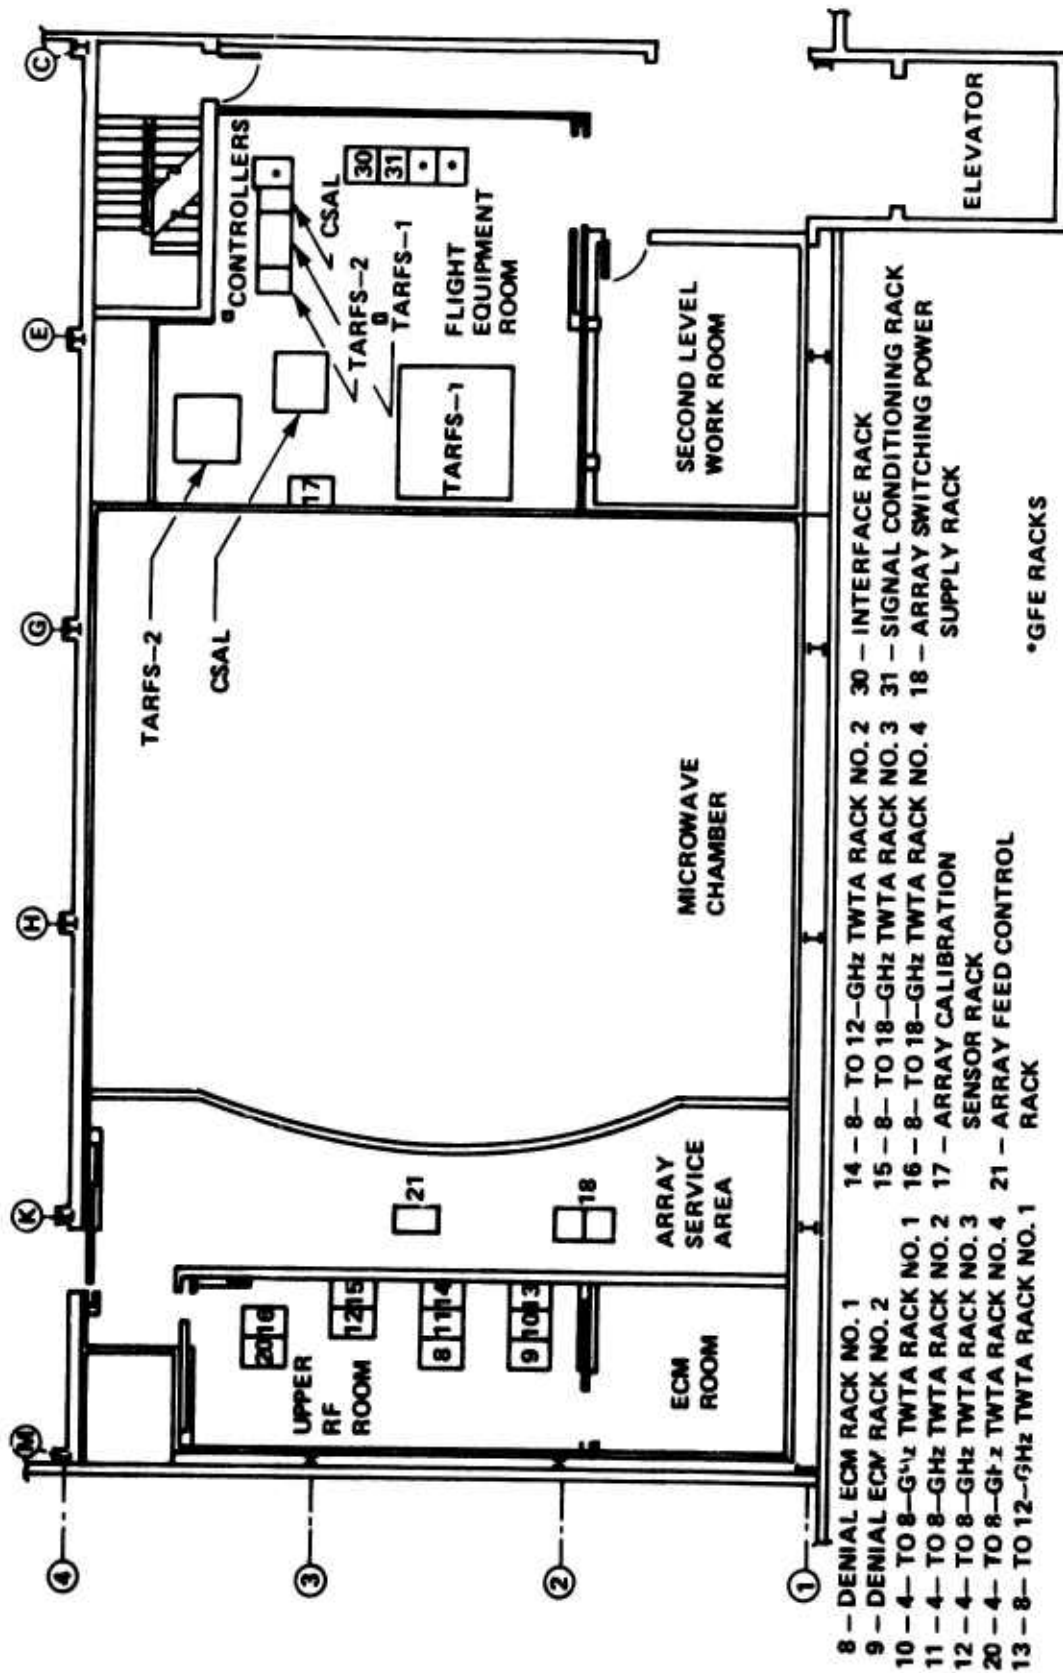 M
K
H
G
E
C
4
3
2
1
TARFS–2
CSAL
17
CONTROLLERS
*
CSAL
TARFS–2
TARFS–1
30
31
*
*
FLIGHT
EQUIPMENT
ROOM
TARFS–1
SECOND LEVEL
WORK ROOM
ELEVATOR
MICROWAVE
CHAMBER
21
18
ARRAY
SERVICE
AREA
20 16
12 15
8 11 14
9 10 13
UPPER
RF
ROOM
ECM
ROOM
8 – DENIAL ECM RACK NO. 1
9 – DENIAL ECM RACK NO. 2
10 – 4– TO 8–GHz TWTA RACK NO. 1
11 – 4– TO 8–GHz TWTA RACK NO. 2
12 – 4– TO 8–GHz TWTA RACK NO. 3
20 – 4– TO 8–GHz TWTA RACK NO. 4
13 – 8– TO 12–GHz TWTA RACK NO. 1
14 – 8– TO 12–GHz TWTA RACK NO. 2
15 – 8– TO 18–GHz TWTA RACK NO. 3
16 – 8– TO 18–GHz TWTA RACK NO. 4
17 – ARRAY CALIBRATION
SENSOR RACK
21 – ARRAY FEED CONTROL
RACK
30 – INTERFACE RACK
31 – SIGNAL CONDITIONING RACK
18 – ARRAY SWITCHING POWER
SUPPLY RACK
*GFE RACKS